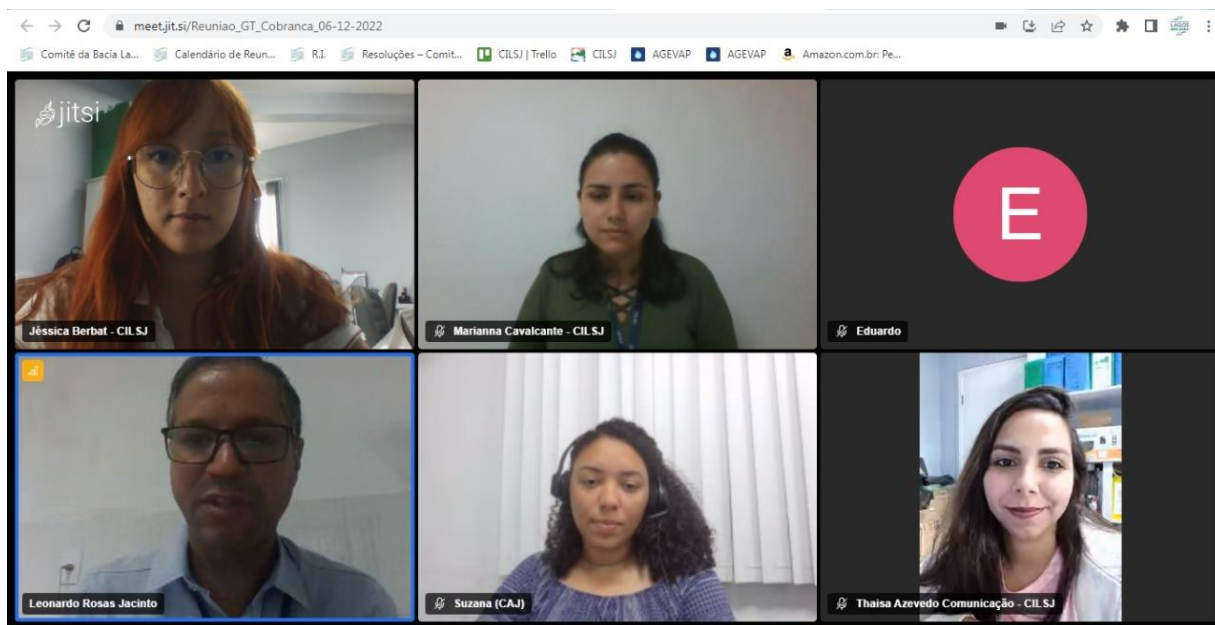 meet.jit.si/Reuniao_GT_Cobranca_06-12-2022
Comitê da Bacia La... Calendário de Reun... R.I. Resoluções – Comit... CILSJ | Trello CILSJ AGEVAP AGEVAP Amazon.com.br: Pe...
jitsi
E
Jéssica Berbat - CILSJ
Marianna Cavalcante - CILSJ
Eduardo
Leonardo Rosas Jacinto
Suzana (CAJ)
Thaisa Azevedo Comunicação - CILSJ